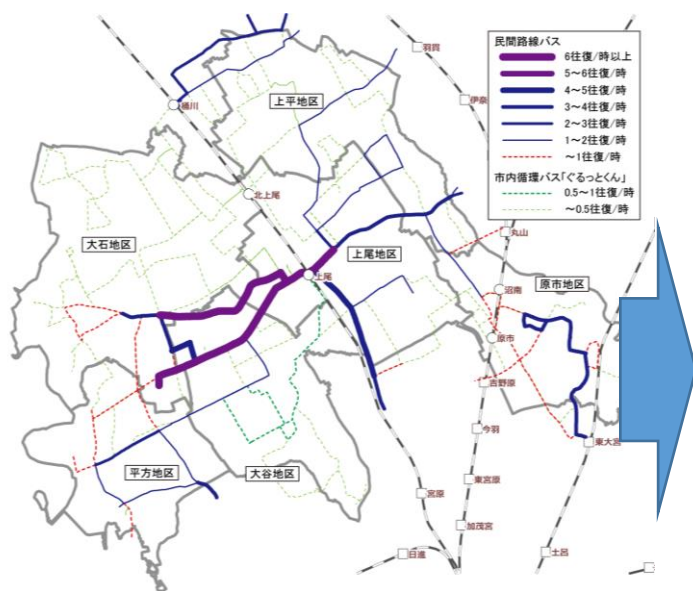 民間路線バス
6往復/時以上
5～6往復/時
4～5往復/時
3～4往復/時
2～3往復/時
1～2往復/時
～1往復/時
市内循環バス「ぐるっとくん」
0.5～1往復/時
～0.5往復/時
羽貫
伊奈
桶川
上平地区
北上尾
丸山
大石地区
上尾地区
上尾
原市地区
沼南
原市
吉野原
東大宮
今羽
平方地区
大谷地区
東宮原
宮原
加茂宮
日進
土呂